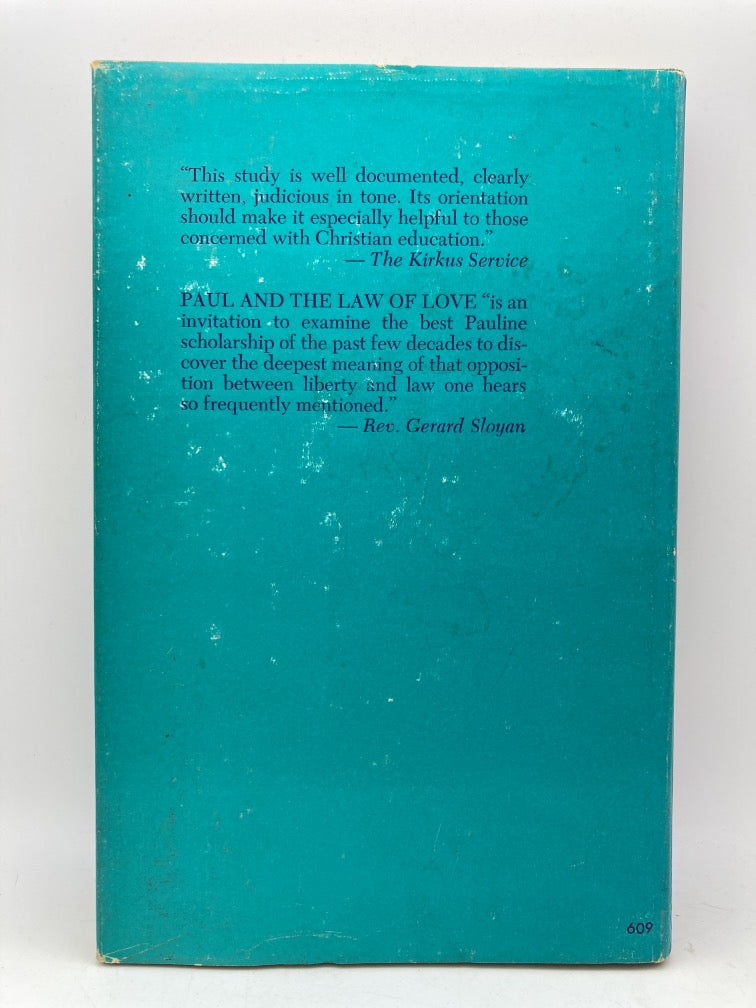 “This study is well documented, clearly
written, judicious in tone. Its orientation
should make it especially helpful to those
concerned with Christian education.”
— The Kirkus Service
PAUL AND THE LAW OF LOVE “is an
invitation to examine the best Pauline
scholarship of the past few decades to dis-
cover the deepest meaning of that opposi-
tion between liberty and law one hears
so frequently mentioned.”
— Rev. Gerard Sloyan
609